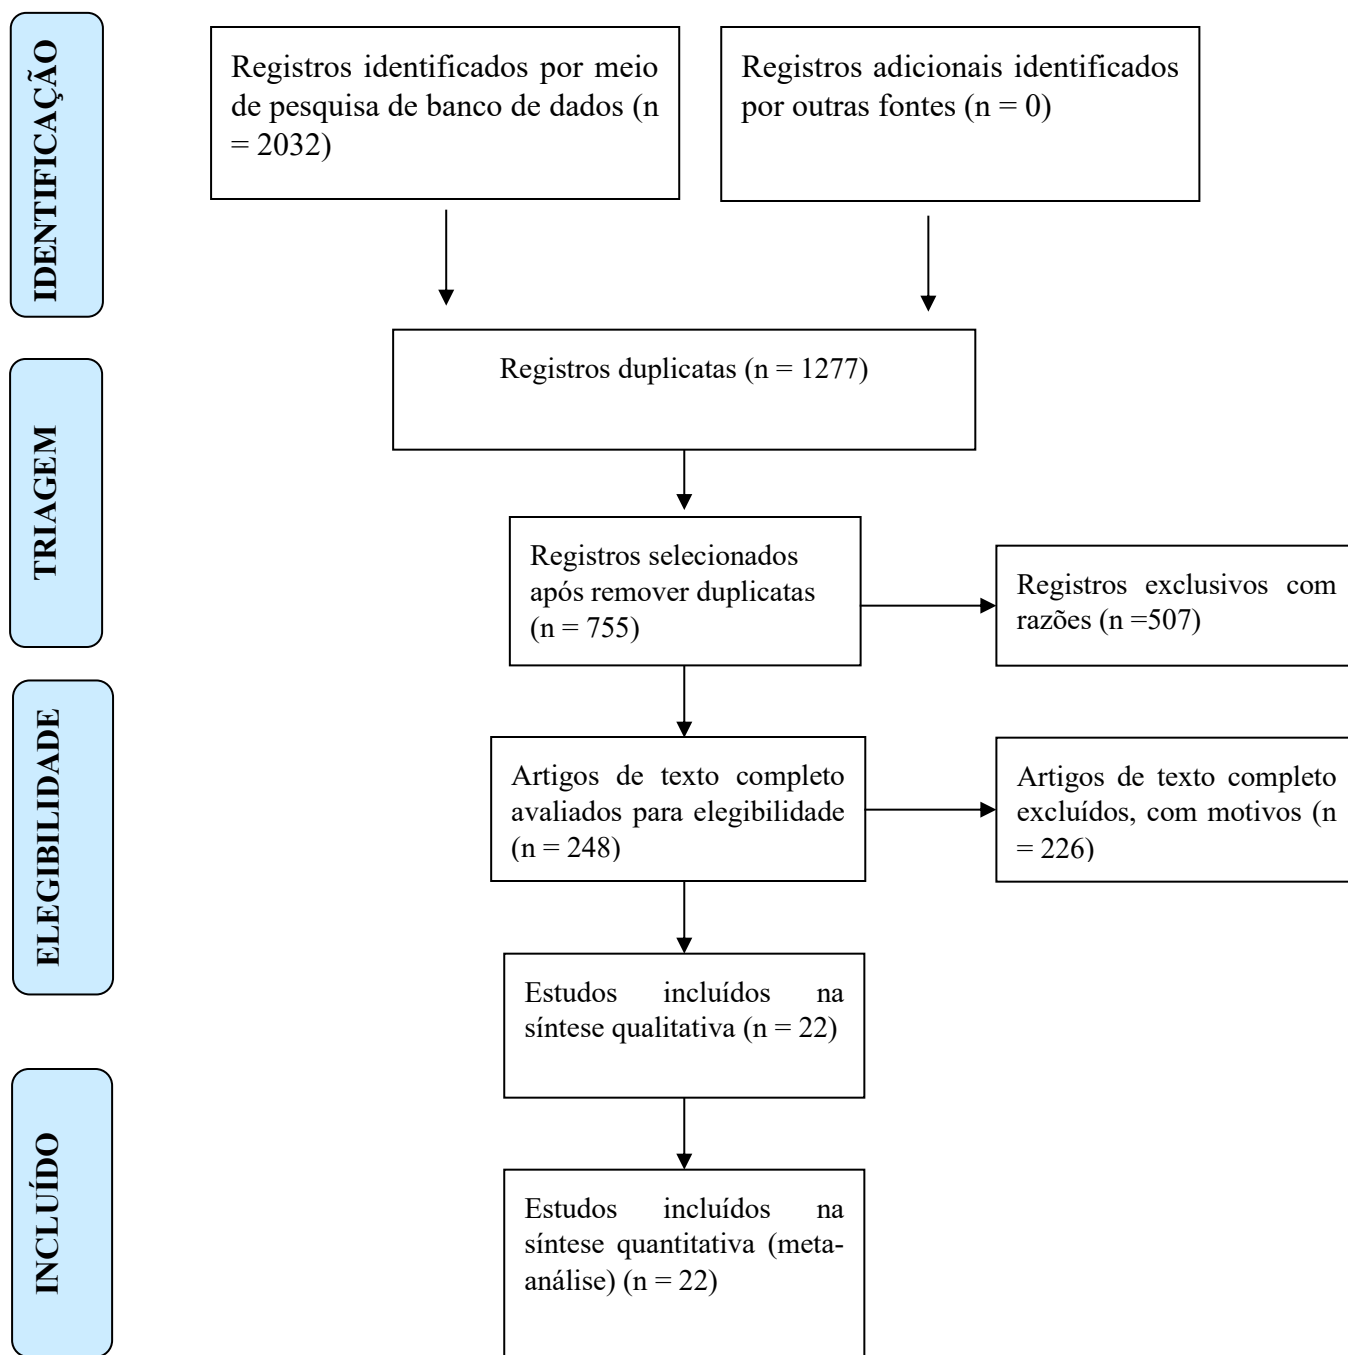 IDENTIFICAÇÃO
Registros identificados por meio
de pesquisa de banco de dados (n
= 2032)
Registros adicionais identificados
por outras fontes (n = 0)
Registros duplicatas (n = 1277)
TRIAGEM
Registros selecionados
após remover duplicatas
(n = 755)
Registros exclusivos com
razões (n =507)
ELEGIBILIDADE
Artigos de texto completo
avaliados para elegibilidade
(n = 248)
Artigos de texto completo
excluídos, com motivos (n
= 226)
Estudos incluídos na
síntese qualitativa (n = 22)
INCLUÍDO
Estudos incluídos na
síntese quantitativa (meta-
análise) (n = 22)